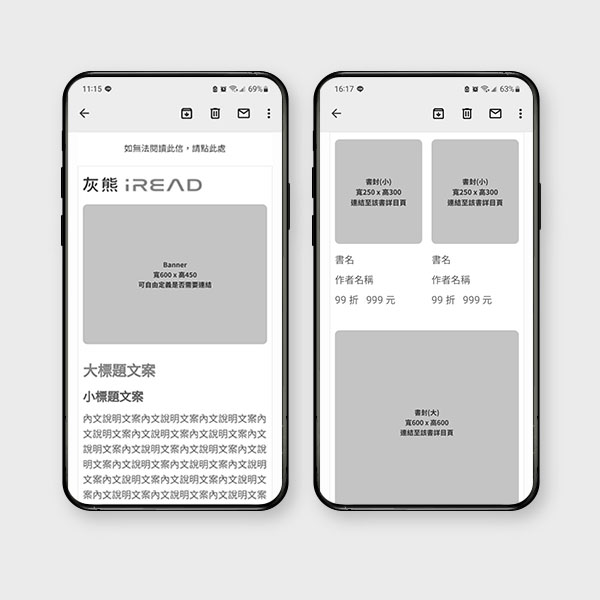 11:15
69%
如無法閱讀此信，請點此處
灰熊 iREAD
Banner
寬600 x 高450
可自由定義是否需要連結
大標題文案
小標題文案
內文說明文案內文說明文案內文說明文案內
文說明文案內文說明文案內文說明文案內文
說明文案內文說明文案內文說明文案內文說
明文案內文說明文案內文說明文案內文說明
文案內文說明文案內文說明文案內文說明文
案內文說明文案內文說明文案內文說明文案
16:17
63%
書封(小)
寬250 x 高300
連結至該書詳目頁
書名
作者名稱
99 折 999 元
書封(小)
寬250 x 高300
連結至該書詳目頁
書名
作者名稱
99 折 999 元
書封(大)
寬600 x 高600
連結至該書詳目頁